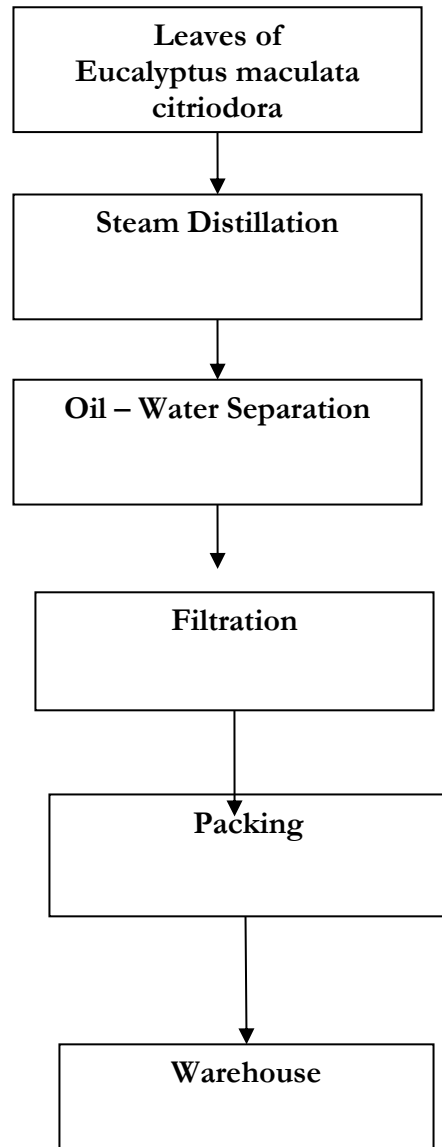 Leaves of
Eucalyptus maculata
citriodora
Steam Distillation
Oil – Water Separation
Filtration
Packing
Warehouse